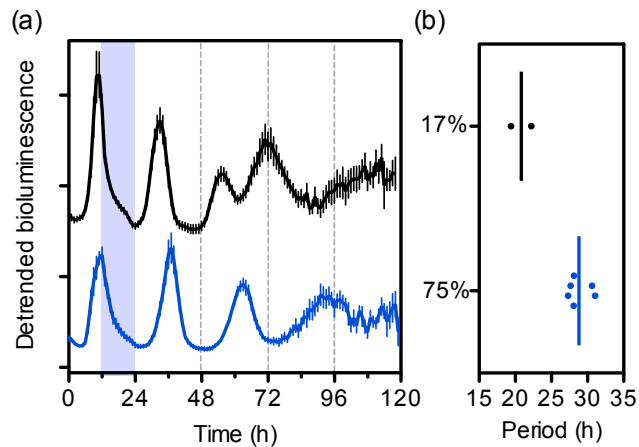 (a)
(b)
Detrended bioluminescence
17%
75%
0 24 48 72 96 120
15 20 25 30 35
Time (h)
Period (h)